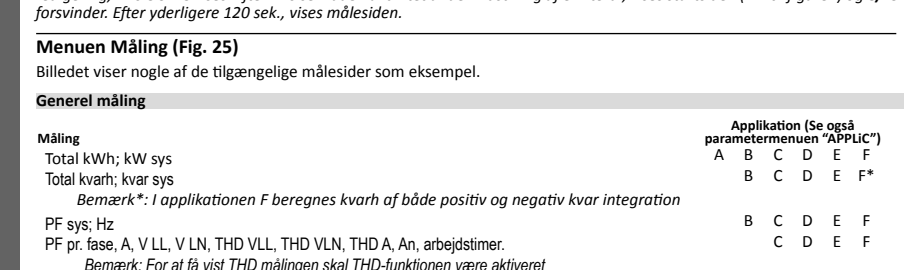 forsvinder. Efter yderligere 120 sek., vises målesiden.
Menuen Måling (Fig. 25)
Billedet viser nogle af de tilgængelige målesider som eksempel.
Generel måling
Måling
Applikation (Se også
parametermenuen “APPLiC”)
Total kWh; kW sys A B C D E F
Total kvarh; kvar sys B C D E F*
Bemærk*: I applikationen F beregnes kvarh af både positiv og negativ kvar integration
PF sys; Hz B C D E F
PF pr. fase, A, V LL, V LN, THD VLL, THD VLN, THD A, An, arbejdstimer. C D E F
Bemærk: For at få vist THD målingen skal THD-funktionen være aktiveret